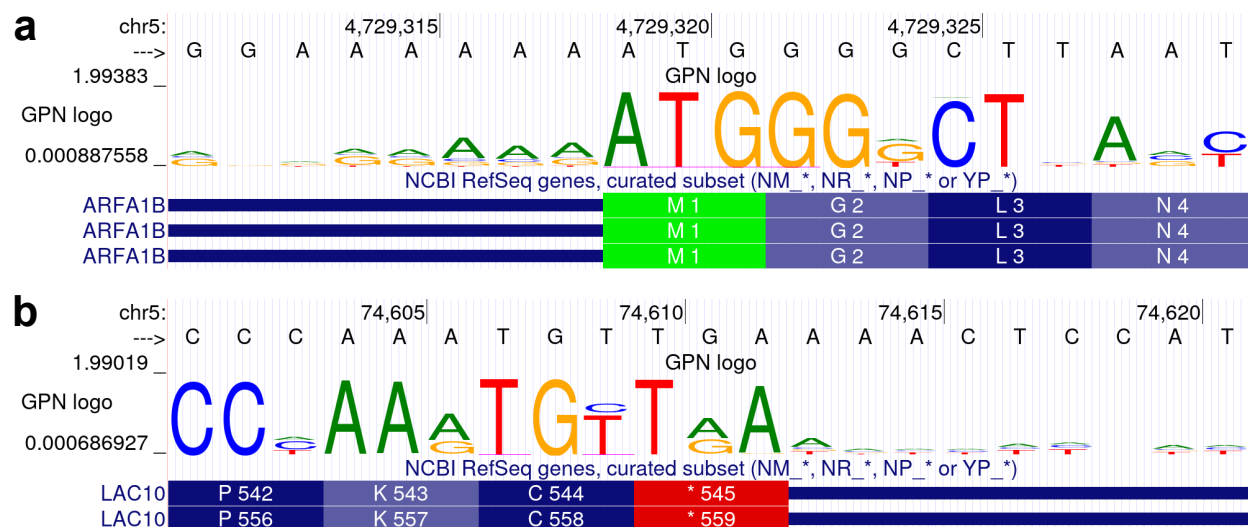 a
chr5: 4,729,315 4,729,320 4,729,325
---> G G A A A A A A A T G G G G C T T A A T
1.99383 _ GPN logo
GPN logo
A A A A T G G G G C T A C T
0.000887558 _
NCBI RefSeq genes, curated subset (NM_*, NR_*, NP_* or YP_*)
ARFA1B M 1 G 2 L 3 N 4
ARFA1B M 1 G 2 L 3 N 4
ARFA1B M 1 G 2 L 3 N 4
b
chr5: 74,605 74,610 74,615 74,620
---> C C C A A A T G T T G A A A A C T C C A T
1.99019 _ GPN logo
GPN logo
C C A A A G T G C T T A G A A
0.000686927 _
NCBI RefSeq genes, curated subset (NM_*, NR_*, NP_* or YP_*)
LAC10 P 542 K 543 C 544 * 545
LAC10 P 556 K 557 C 558 * 559